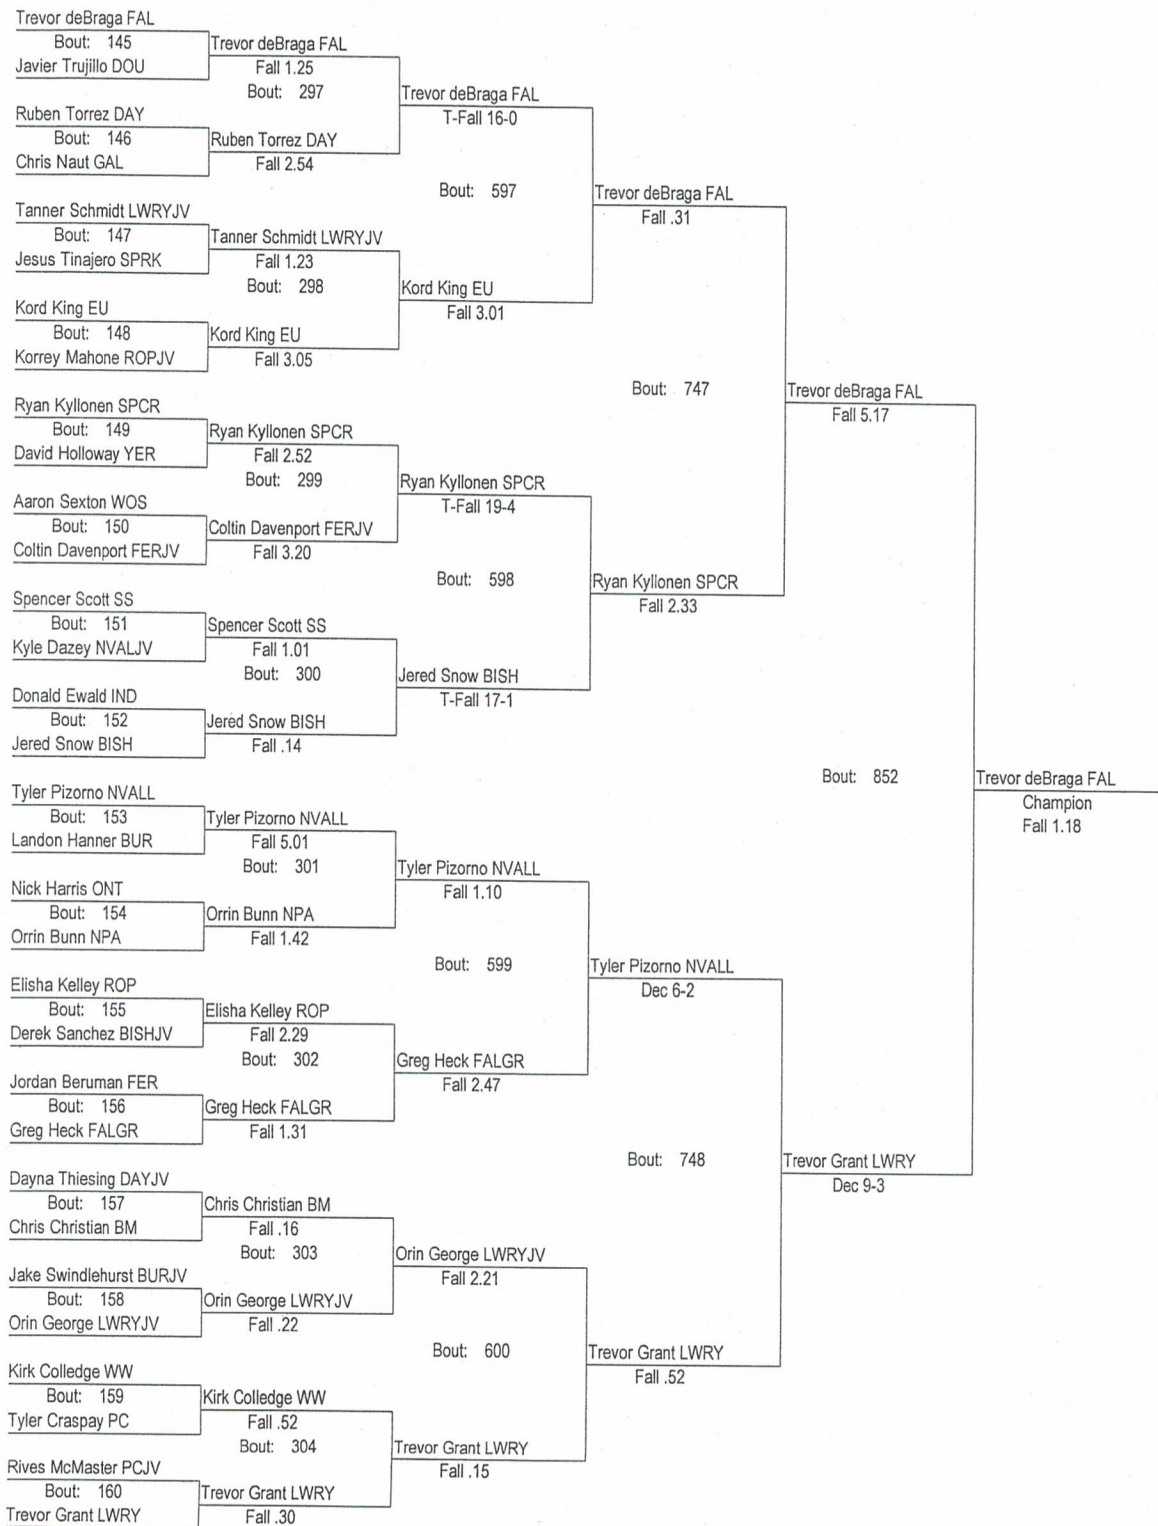 Trevor deBraga FAL
Bout: 145
Javier Trujillo DOU
Ruben Torrez DAY
Bout: 146
Chris Naut GAL
Tanner Schmidt LWRYJV
Bout: 147
Jesus Tinajero SPRK
Kord King EU
Bout: 148
Korrey Mahone ROPJV
Ryan Kyllonen SPCR
Bout: 149
David Holloway YER
Aaron Sexton WOS
Bout: 150
Coltin Davenport FERJV
Spencer Scott SS
Bout: 151
Kyle Dazey NVALJV
Donald Ewald IND
Bout: 152
Jered Snow BISH
Tyler Pizorno NVALL
Bout: 153
Landon Hanner BUR
Nick Harris ONT
Bout: 154
Orrin Bunn NPA
Elisha Kelley ROP
Bout: 155
Derek Sanchez BISHJV
Jordan Beruman FER
Bout: 156
Greg Heck FALGR
Dayna Thiesing DAYJV
Bout: 157
Chris Christian BM
Jake Swindlehurst BURJV
Bout: 158
Orin George LWRYJV
Kirk Colledge WW
Bout: 159
Tyler Craspay PC
Rives McMaster PCJV
Bout: 160
Trevor Grant LWRY
Trevor deBraga FAL
Fall 1.25
Bout: 297
Ruben Torrez DAY
Fall 2.54
Tanner Schmidt LWRYJV
Fall 1.23
Bout: 298
Kord King EU
Fall 3.05
Ryan Kyllonen SPCR
Fall 2.52
Bout: 299
Coltin Davenport FERJV
Fall 3.20
Spencer Scott SS
Fall 1.01
Bout: 300
Jered Snow BISH
Fall .14
Tyler Pizorno NVALL
Fall 5.01
Bout: 301
Orrin Bunn NPA
Fall 1.42
Elisha Kelley ROP
Fall 2.29
Bout: 302
Greg Heck FALGR
Fall 1.31
Chris Christian BM
Fall .16
Bout: 303
Orin George LWRYJV
Fall .22
Kirk Colledge WW
Fall .52
Bout: 304
Trevor Grant LWRY
Fall .30
Trevor deBraga FAL
T-Fall 16-0
Bout: 597
Kord King EU
Fall 3.01
Ryan Kyllonen SPCR
T-Fall 19-4
Bout: 598
Jered Snow BISH
T-Fall 17-1
Tyler Pizorno NVALL
Fall 1.10
Bout: 599
Greg Heck FALGR
Fall 2.47
Orin George LWRYJV
Fall 2.21
Bout: 600
Trevor Grant LWRY
Fall .15
Trevor deBraga FAL
Fall .31
Bout: 747
Ryan Kyllonen SPCR
Fall 2.33
Tyler Pizorno NVALL
Dec 6-2
Bout: 748
Trevor Grant LWRY
Fall .52
Trevor deBraga FAL
Fall 5.17
Bout: 852
Trevor Grant LWRY
Dec 9-3
Trevor deBraga FAL
Champion
Fall 1.18